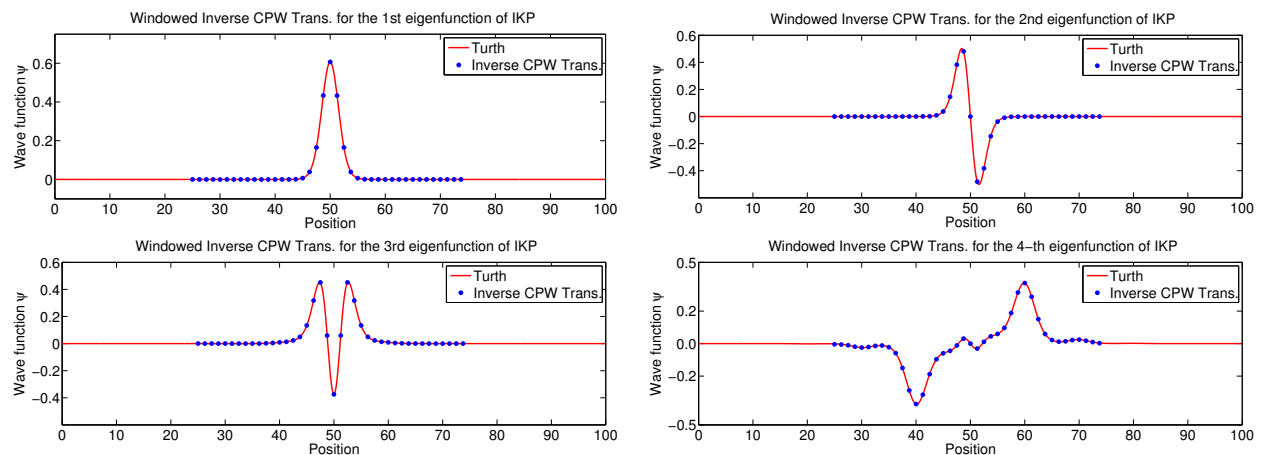 Windowed Inverse CPW Trans. for the 1st eigenfunction of IKP
Wave function ψ
0.6
0.4
0.2
0
Turth
Inverse CPW Trans.
0 10 20 30 40 50 60 70 80 90 100
Position
Windowed Inverse CPW Trans. for the 2nd eigenfunction of IKP
Wave function ψ
0.6
0.4
0.2
0
−0.2
−0.4
Turth
Inverse CPW Trans.
0 10 20 30 40 50 60 70 80 90 100
Position
Windowed Inverse CPW Trans. for the 3rd eigenfunction of IKP
Wave function ψ
0.6
0.4
0.2
0
−0.2
−0.4
Turth
Inverse CPW Trans.
0 10 20 30 40 50 60 70 80 90 100
Position
Windowed Inverse CPW Trans. for the 4−th eigenfunction of IKP
Wave function ψ
0.5
0.2
0.0
−0.2
−0.5
Turth
Inverse CPW Trans.
0 10 20 30 40 50 60 70 80 90 100
Position